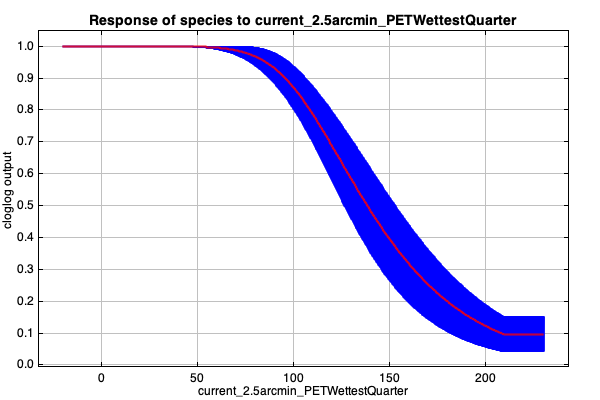 Response of species to current_2.5arcmin_PETWettestQuarter
cloglog output
1.0
0.9
0.8
0.7
0.6
0.5
0.4
0.3
0.2
0.1
0.0
0 50 100 150 200
current_2.5arcmin_PETWettestQuarter